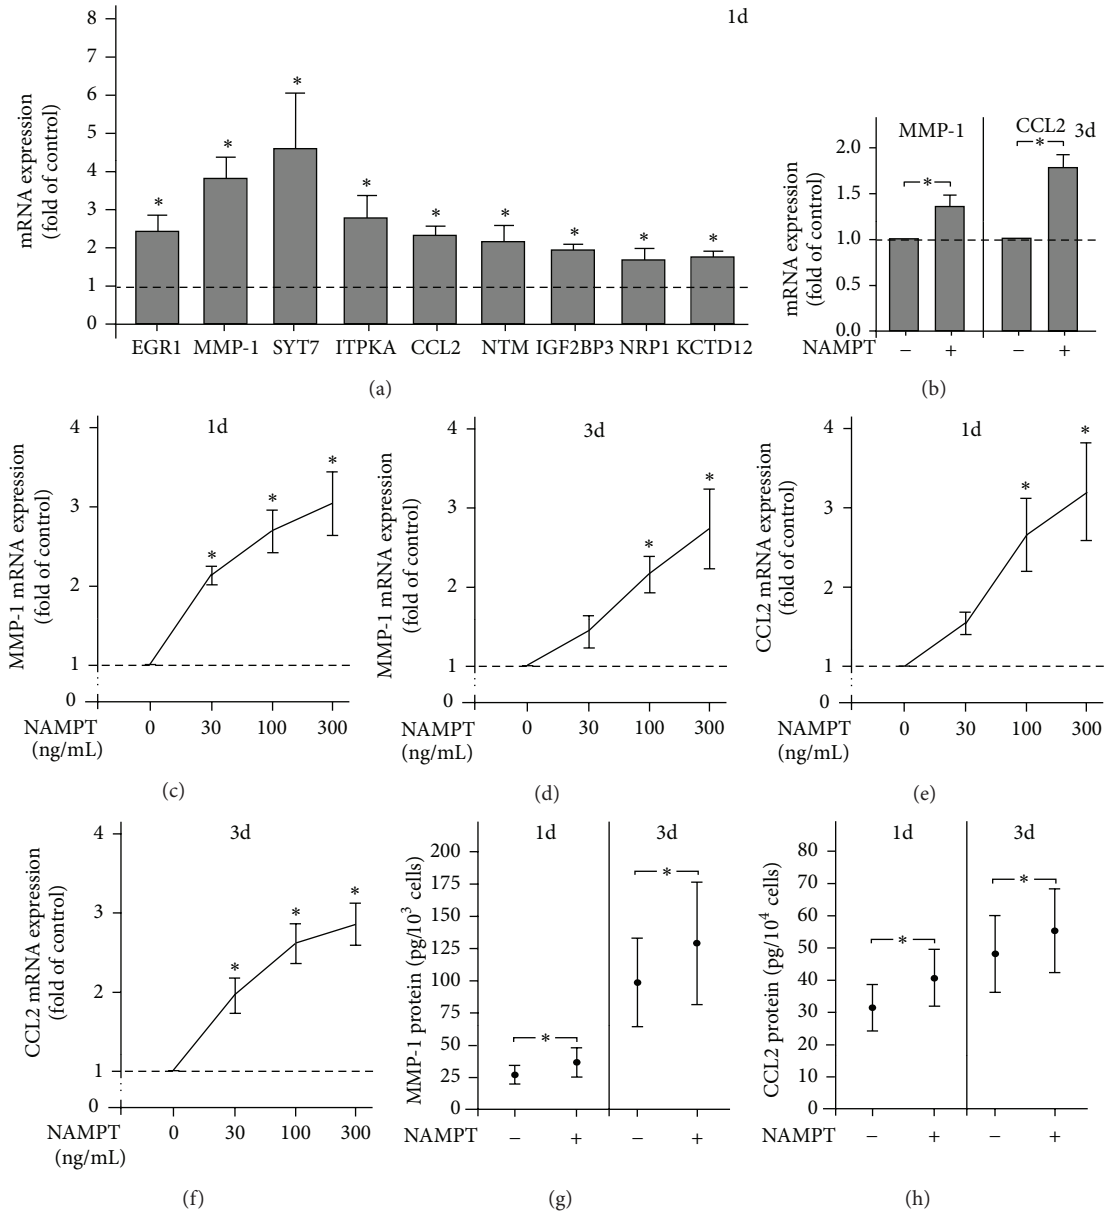 1d
mRNA expression
(fold of control)
8
7
6
5
4
3
2
1
0
* * * * * * * * *
EGR1 MMP-1 SYT7 ITPKA CCL2 NTM IGF2BP3 NRP1 KCTD12
(a)
MMP-1 CCL2 3d
mRNA expression
(fold of control)
2.0
1.5
1.0
0.5
0.0
* *
NAMPT − + − +
(b)
1d
MMP-1 mRNA expression
(fold of control)
4
3
2
1
0
* * *
NAMPT 0 30 100 300
(ng/mL)
(c)
3d
MMP-1 mRNA expression
(fold of control)
4
3
2
1
0
* *
NAMPT 0 30 100 300
(ng/mL)
(d)
1d
CCL2 mRNA expression
(fold of control)
4
3
2
1
0
* *
NAMPT 0 30 100 300
(ng/mL)
(e)
3d
CCL2 mRNA expression
(fold of control)
4
3
2
1
0
* * *
NAMPT 0 30 100 300
(ng/mL)
(f)
1d 3d
MMP-1 protein (pg/10³ cells)
200
175
150
125
100
75
50
25
0
* *
NAMPT − + − +
(g)
1d 3d
CCL2 protein (pg/10⁴ cells)
80
70
60
50
40
30
20
10
0
* *
NAMPT − + − +
(h)